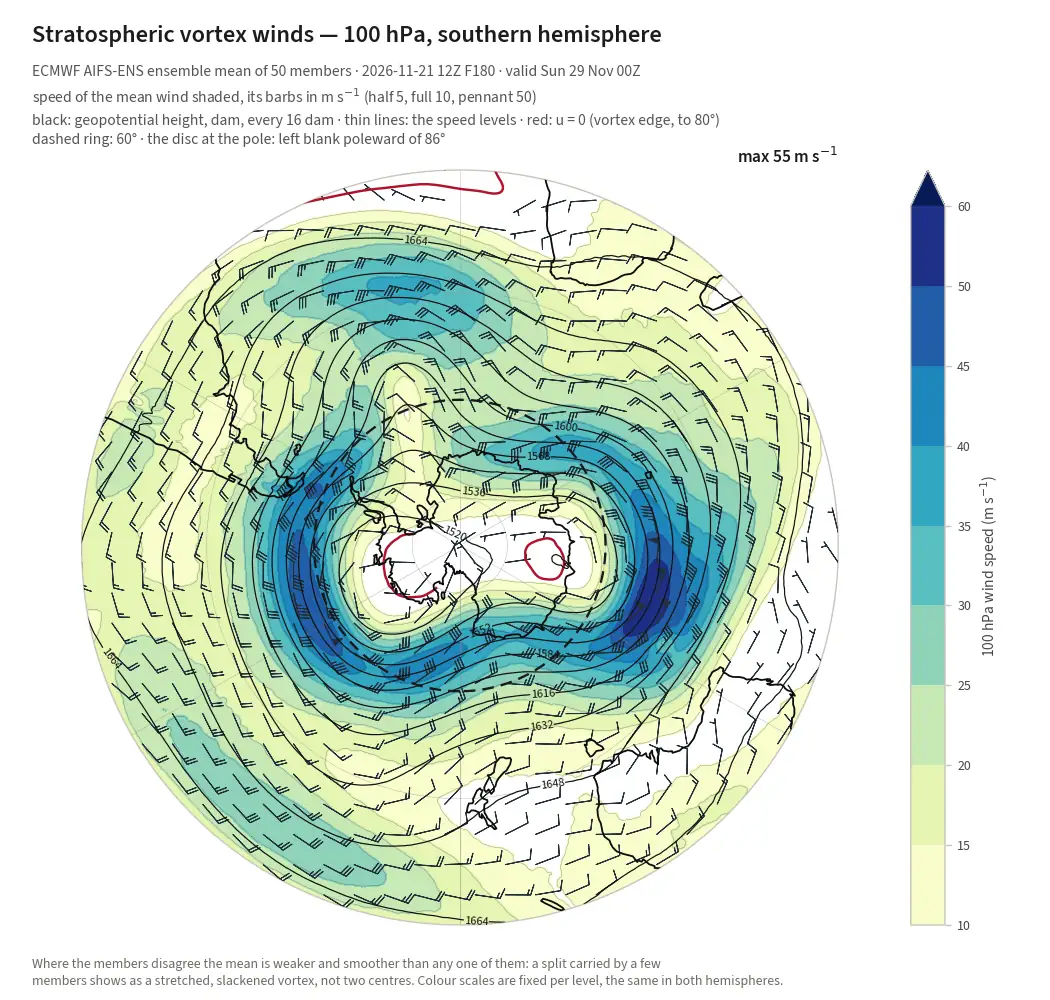 Stratospheric vortex winds — 100 hPa, southern hemisphere
ECMWF AIFS-ENS ensemble mean of 50 members · 2026-11-21 12Z F180 · valid Sun 29 Nov 00Z
speed of the mean wind shaded, its barbs in m s⁻¹ (half 5, full 10, pennant 50)
black: geopotential height, dam, every 16 dam · thin lines: the speed levels · red: u = 0 (vortex edge, to 80°)
dashed ring: 60° · the disc at the pole: left blank poleward of 86°
max 55 m s⁻¹
1664
1600
1568
1536
1520
1552
1584
1616
1632
1648
1664
1664
60
50
45
40
35
30
25
20
15
10
100 hPa wind speed (m s⁻¹)
Where the members disagree the mean is weaker and smoother than any one of them: a split carried by a few
members shows as a stretched, slackened vortex, not two centres. Colour scales are fixed per level, the same in both hemispheres.